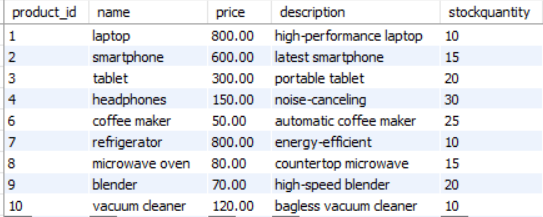 product_id name price description stockquantity
1 laptop 800.00 high-performance laptop 10
2 smartphone 600.00 latest smartphone 15
3 tablet 300.00 portable tablet 20
4 headphones 150.00 noise-canceling 30
6 coffee maker 50.00 automatic coffee maker 25
7 refrigerator 800.00 energy-efficient 10
8 microwave oven 80.00 countertop microwave 15
9 blender 70.00 high-speed blender 20
10 vacuum cleaner 120.00 bagless vacuum cleaner 10